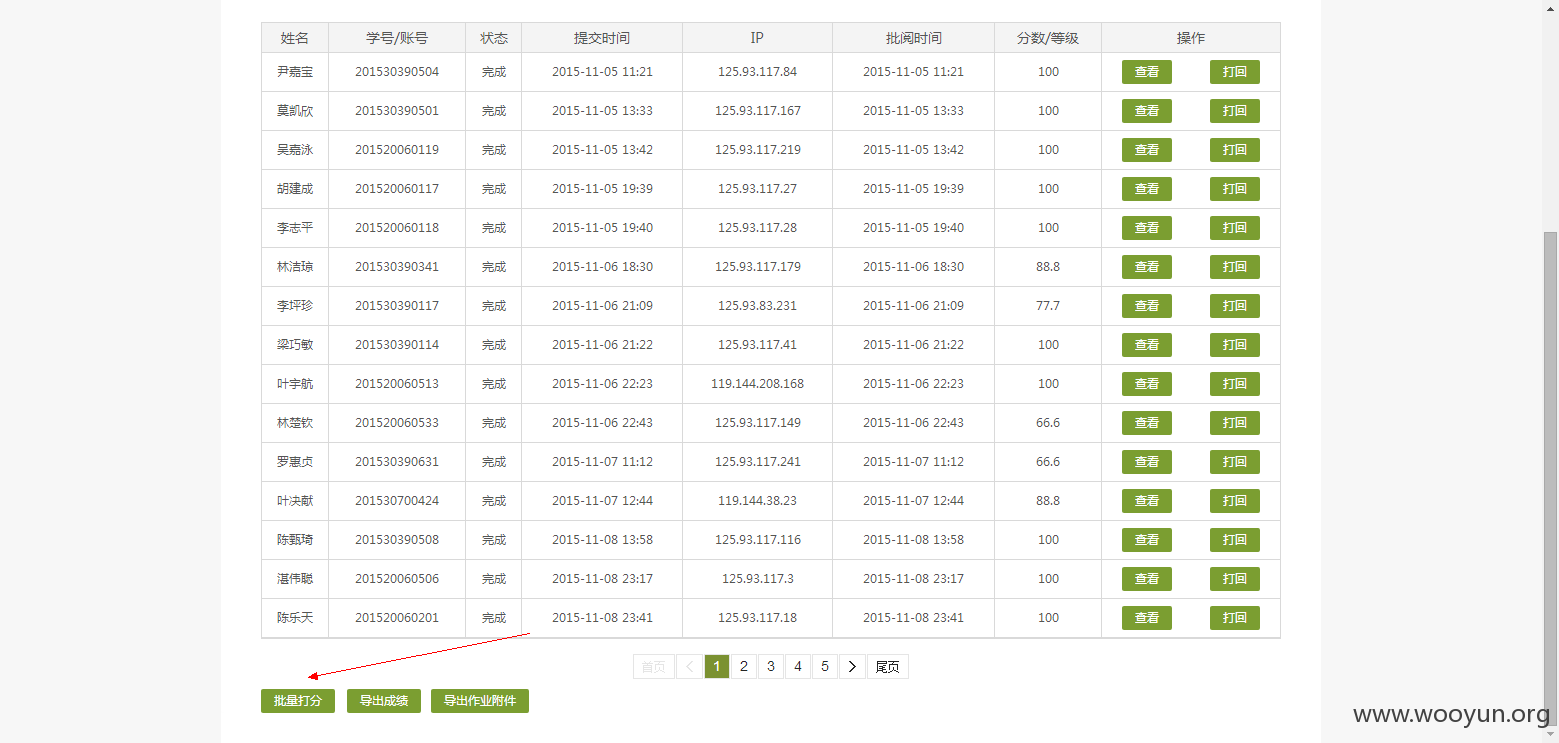 姓名 学号/账号 状态 提交时间 IP 批阅时间 分数/等级 操作
尹嘉宝 201530390504 完成 2015-11-05 11:21 125.93.117.84 2015-11-05 11:21 100 查看 打回
莫凯欣 201530390501 完成 2015-11-05 13:33 125.93.117.167 2015-11-05 13:33 100 查看 打回
吴嘉泳 201520060119 完成 2015-11-05 13:42 125.93.117.219 2015-11-05 13:42 100 查看 打回
胡建成 201520060117 完成 2015-11-05 19:39 125.93.117.27 2015-11-05 19:39 100 查看 打回
李志平 201520060118 完成 2015-11-05 19:40 125.93.117.28 2015-11-05 19:40 100 查看 打回
林洁琼 201530390341 完成 2015-11-06 18:30 125.93.117.179 2015-11-06 18:30 88.8 查看 打回
李坪珍 201530390117 完成 2015-11-06 21:09 125.93.83.231 2015-11-06 21:09 77.7 查看 打回
梁巧敏 201530390114 完成 2015-11-06 21:22 125.93.117.41 2015-11-06 21:22 100 查看 打回
叶宇航 201520060513 完成 2015-11-06 22:23 119.144.208.168 2015-11-06 22:23 100 查看 打回
林楚钦 201520060533 完成 2015-11-06 22:43 125.93.117.149 2015-11-06 22:43 66.6 查看 打回
罗惠贞 201530390631 完成 2015-11-07 11:12 125.93.117.241 2015-11-07 11:12 66.6 查看 打回
叶决献 201530700424 完成 2015-11-07 12:44 119.144.38.23 2015-11-07 12:44 88.8 查看 打回
陈甄琦 201530390508 完成 2015-11-08 13:58 125.93.117.116 2015-11-08 13:58 100 查看 打回
湛伟聪 201520060506 完成 2015-11-08 23:17 125.93.117.3 2015-11-08 23:17 100 查看 打回
陈乐天 201520060201 完成 2015-11-08 23:41 125.93.117.18 2015-11-08 23:41 100 查看 打回
首页 < 1 2 3 4 5 > 尾页
批量打分 导出成绩 导出作业附件
www.wooyun.org